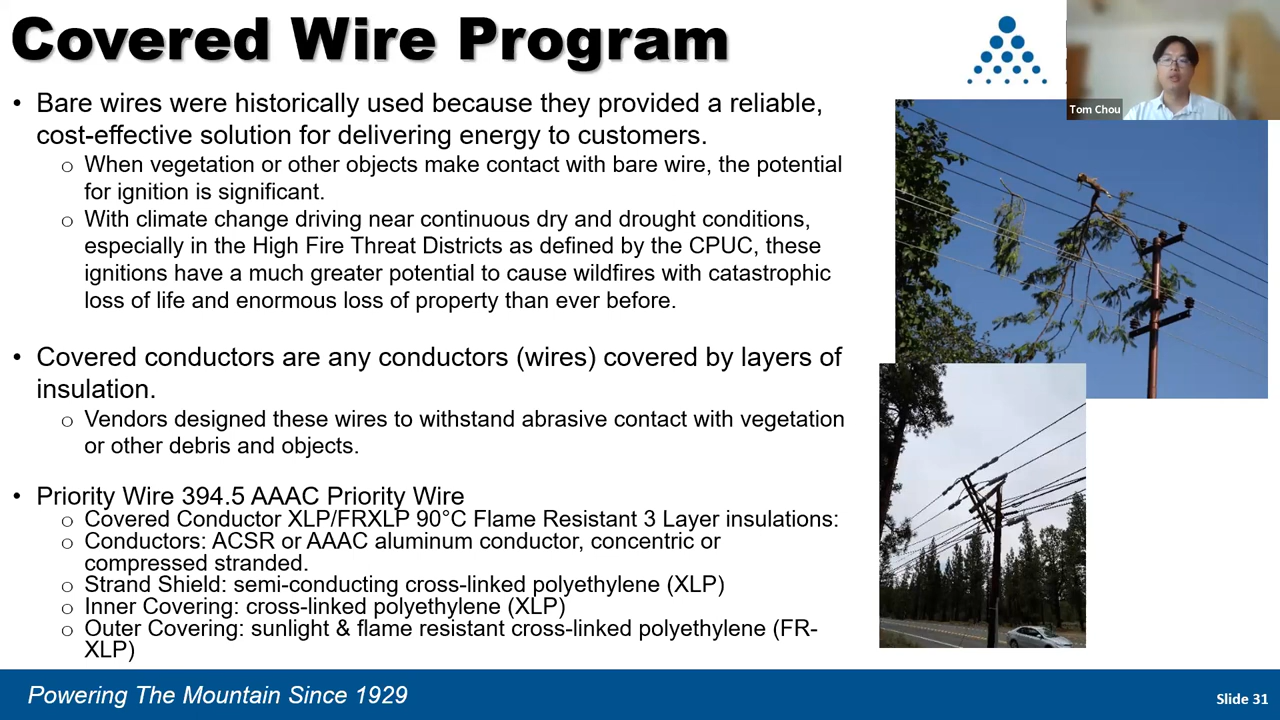 Covered Wire Program
• Bare wires were historically used because they provided a reliable,
cost-effective solution for delivering energy to customers.
o When vegetation or other objects make contact with bare wire, the potential
for ignition is significant.
o With climate change driving near continuous dry and drought conditions,
especially in the High Fire Threat Districts as defined by the CPUC, these
ignitions have a much greater potential to cause wildfires with catastrophic
loss of life and enormous loss of property than ever before.
• Covered conductors are any conductors (wires) covered by layers of
insulation.
o Vendors designed these wires to withstand abrasive contact with vegetation
or other debris and objects.
• Priority Wire 394.5 AAAC Priority Wire
o Covered Conductor XLP/FRXLP 90°C Flame Resistant 3 Layer insulations:
o Conductors: ACSR or AAAC aluminum conductor, concentric or
compressed stranded.
o Strand Shield: semi-conducting cross-linked polyethylene (XLP)
o Inner Covering: cross-linked polyethylene (XLP)
o Outer Covering: sunlight & flame resistant cross-linked polyethylene (FR-
XLP)
Tom Chou
Powering The Mountain Since 1929
Slide 31